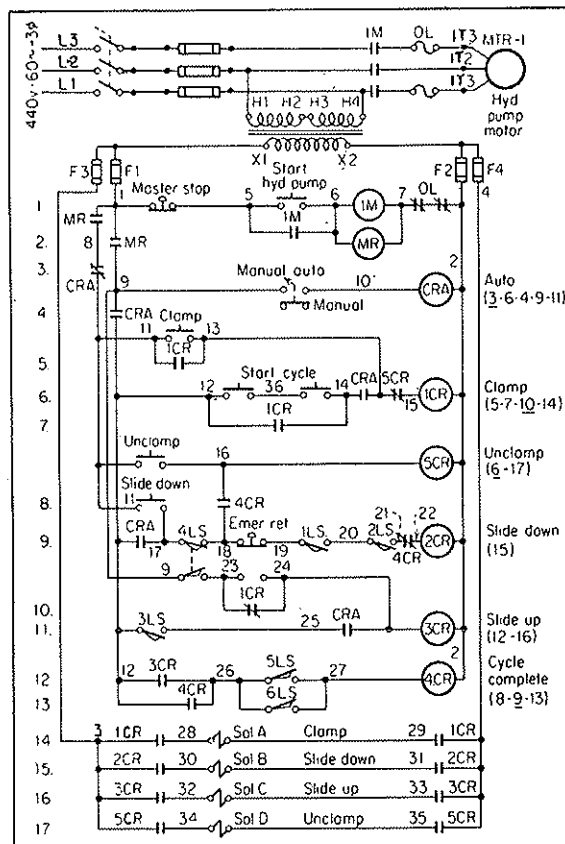 440v·60~-3φ
L3
1M
OL
1T3
MTR-1
L2
1T2
L1
1T3
H1 H2 H3 H4
Hyd pump motor
X1 X2
F3 F1 F2 F4
1 4
Master stop
Start hyd pump
1. MR 5 6 1M 7 OL
1M
2. 8 MR MR
3. CRA 9 Manual auto 10 CRA 2 Auto
Manual (3·6·4·9-11)
4. CRA
Clamp
11 13
5. 1CR
6. 12 Start cycle 36 14 CRA 5CR 15 1CR Clamp
7. 1CR (5-7-10-14)
Unclamp 16 5CR Unclamp
(6-17)
Slide down
8. 11 4CR
9. CRA 17 4LS 18 Emer ret 19 1LS 20 2LS 21 22 4CR 2CR Slide down
(15)
9 23 24
10. 1CR
11. 3LS 25 CRA 3CR Slide up
(12-16)
12 12 3CR 26 5LS 27 4CR 2 Cycle complete
13 4CR 6LS (8-9-13)
14 3 1CR 28 Sol A Clamp 29 1CR
15. 2CR 30 Sol B Slide down 31 2CR
16 3CR 32 Sol C Slide up 33 3CR
17 5CR 34 Sol D Unclamp 35 5CR